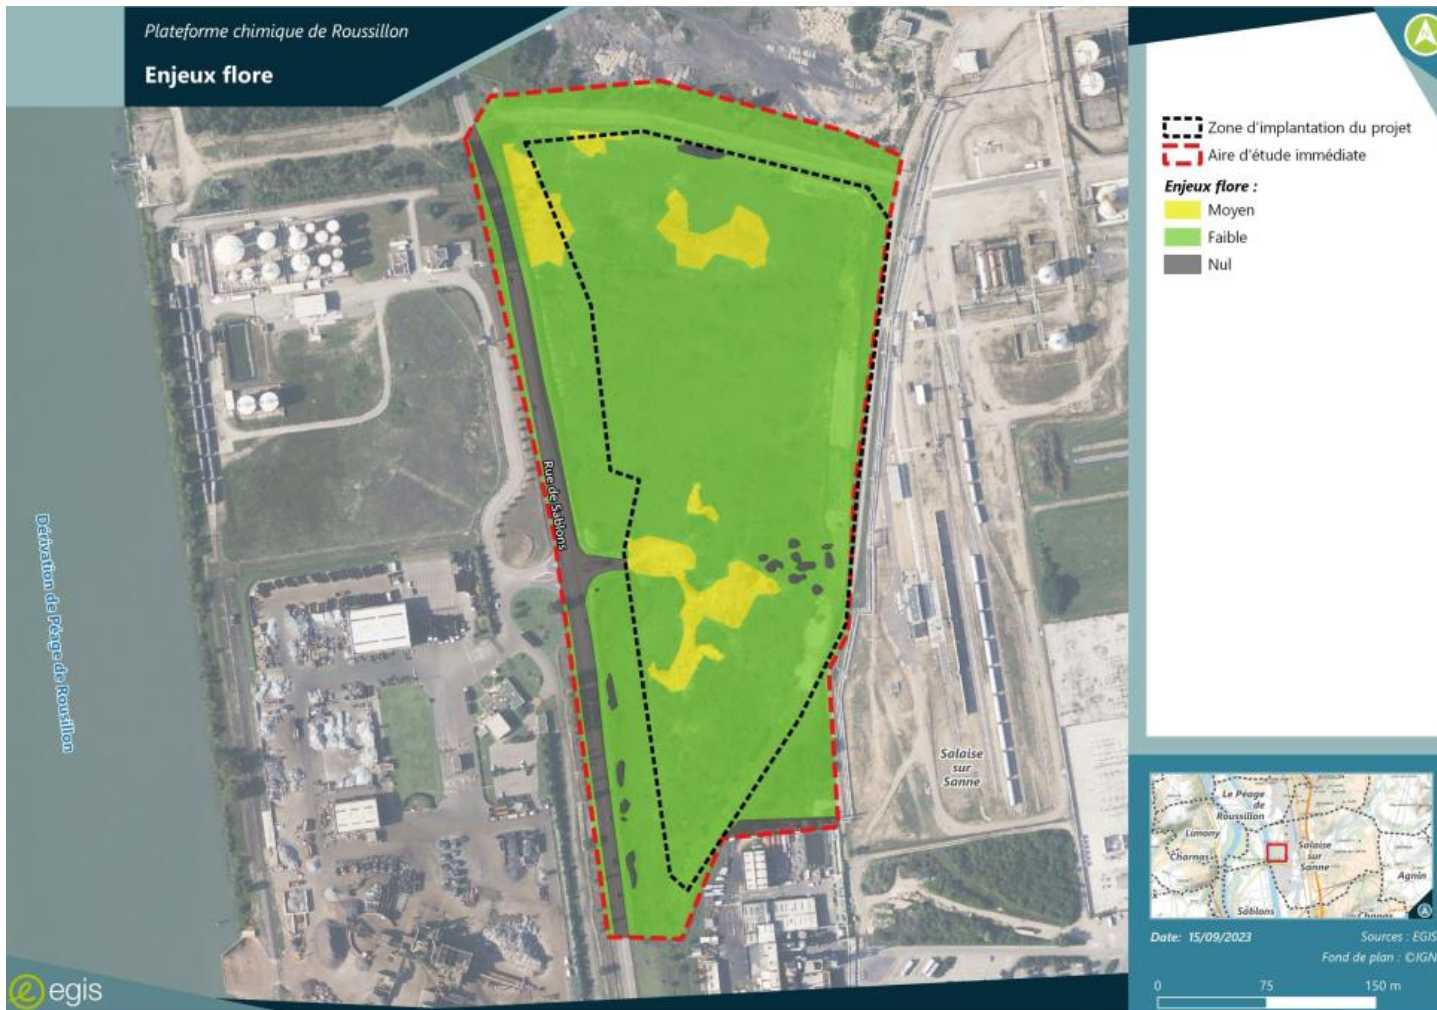 Plateforme chimique de Roussillon
Enjeux flore
Zone d'implantation du projet
Aire d'étude immédiate
Enjeux flore :
Moyen
Faible
Nul
Rue de Sablons
Dérivation de Péage de Roussillon
Salaise
sur
Sanne
Le Péage
de
Roussillon
Limony
Charnas
Salaise
sur
Sanne
Agnin
Sablons
Chanas
Date: 15/09/2023
Sources : EGIS
Fond de plan : ©IGN
0 75 150 m
egis